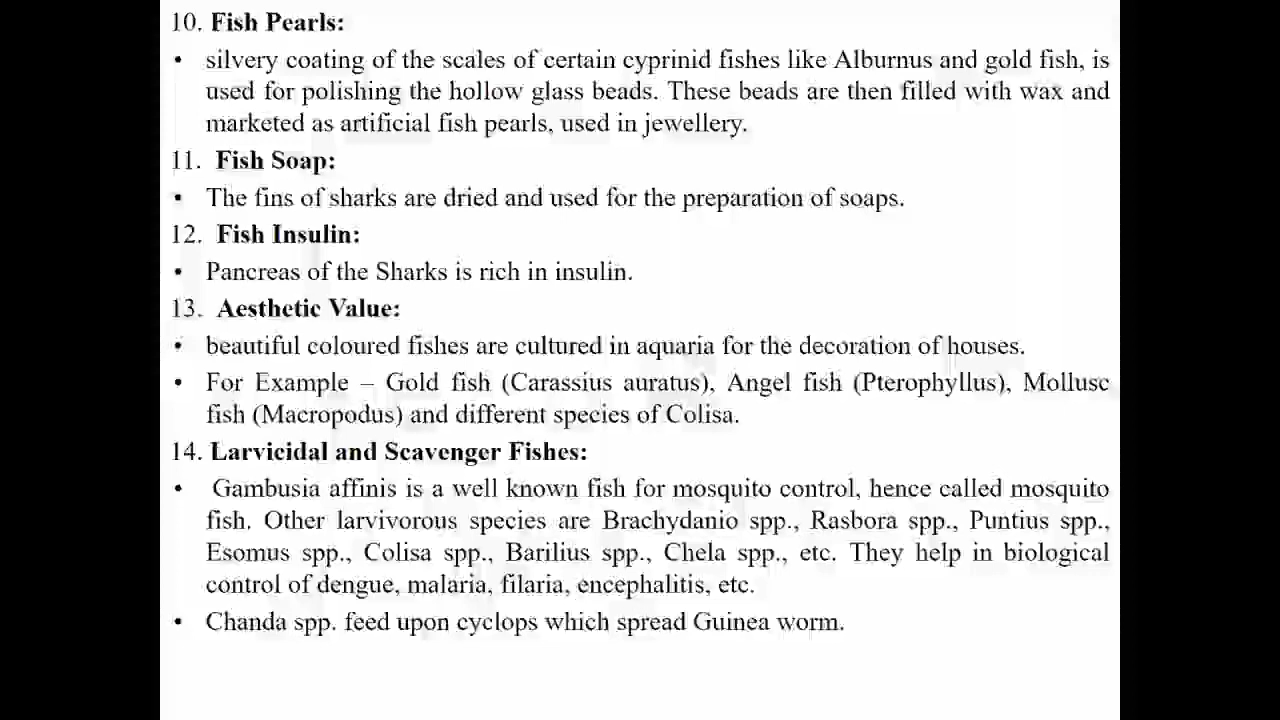 10. Fish Pearls:
• silvery coating of the scales of certain cyprinid fishes like Alburnus and gold fish, is
used for polishing the hollow glass beads. These beads are then filled with wax and
marketed as artificial fish pearls, used in jewellery.
11. Fish Soap:
• The fins of sharks are dried and used for the preparation of soaps.
12. Fish Insulin:
• Pancreas of the Sharks is rich in insulin.
13. Aesthetic Value:
• beautiful coloured fishes are cultured in aquaria for the decoration of houses.
• For Example – Gold fish (Carassius auratus), Angel fish (Pterophyllus), Mollusc
fish (Macropodus) and different species of Colisa.
14. Larvicidal and Scavenger Fishes:
• Gambusia affinis is a well known fish for mosquito control, hence called mosquito
fish. Other larvivorous species are Brachydanio spp., Rasbora spp., Puntius spp.,
Esomus spp., Colisa spp., Barilius spp., Chela spp., etc. They help in biological
control of dengue, malaria, filaria, encephalitis, etc.
• Chanda spp. feed upon cyclops which spread Guinea worm.